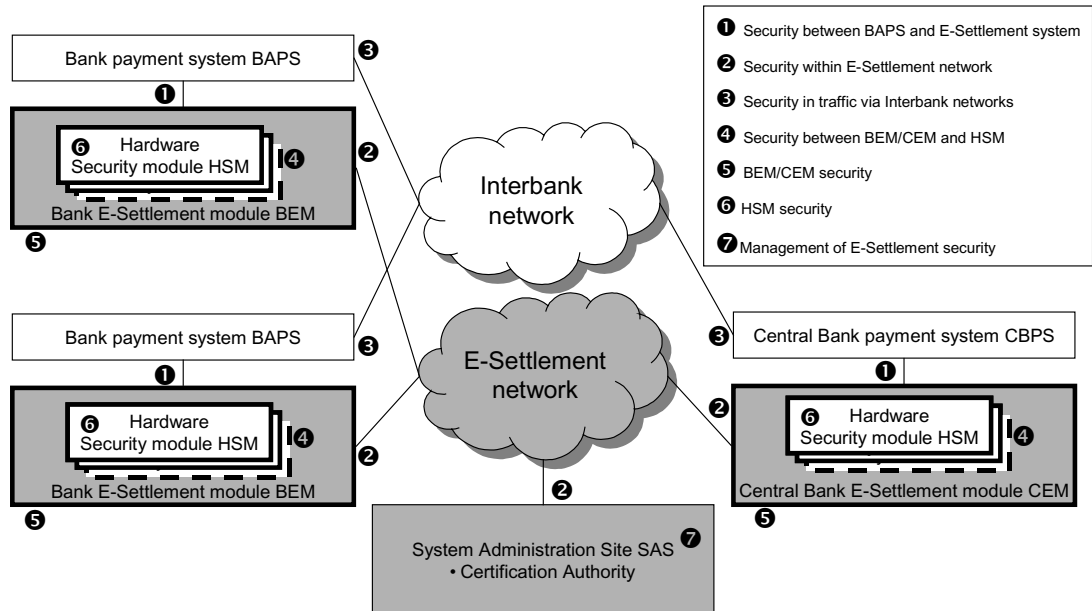 Bank payment system BAPS
❸
❶
❻ Hardware
Security module HSM
❹
❷
Bank E-Settlement module BEM
❺
Interbank
network
❶ Security between BAPS and E-Settlement system
❷ Security within E-Settlement network
❸ Security in traffic via Interbank networks
❹ Security between BEM/CEM and HSM
❺ BEM/CEM security
❻ HSM security
❼ Management of E-Settlement security
Bank payment system BAPS
❸
❶
❻ Hardware
Security module HSM
❹
❷
Bank E-Settlement module BEM
❺
E-Settlement
network
❸
Central Bank payment system CBPS
❶
❷
❻ Hardware
Security module HSM
❹
Central Bank E-Settlement module CEM
❺
❷
System Administration Site SAS
❼
• Certification Authority